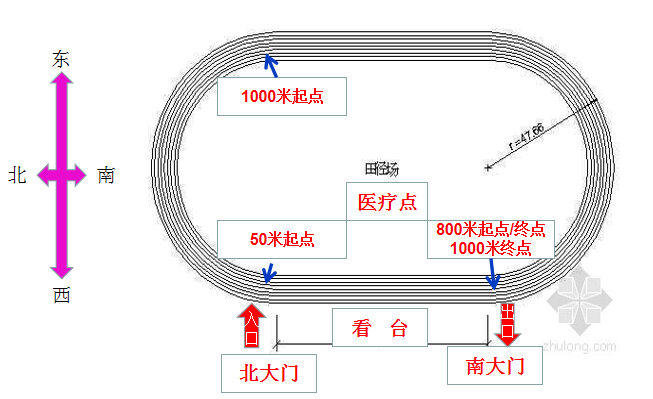 东
1000米起点
r=47.66
北
南
田径场
医疗点
50米起点
800米起点/终点
1000米终点
西
入口
看 台
出口
北大门
南大门
zhulong.com